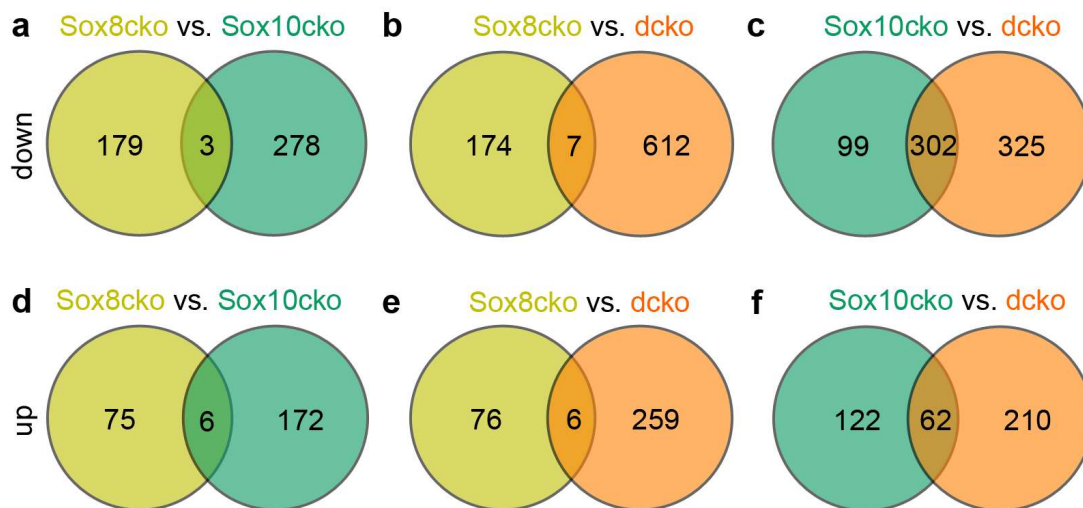 a Sox8cko vs. Sox10cko
b Sox8cko vs. dcko
c Sox10cko vs. dcko
down
179 3 278
174 7 612
99 302 325
d Sox8cko vs. Sox10cko
e Sox8cko vs. dcko
f Sox10cko vs. dcko
up
75 6 172
76 6 259
122 62 210